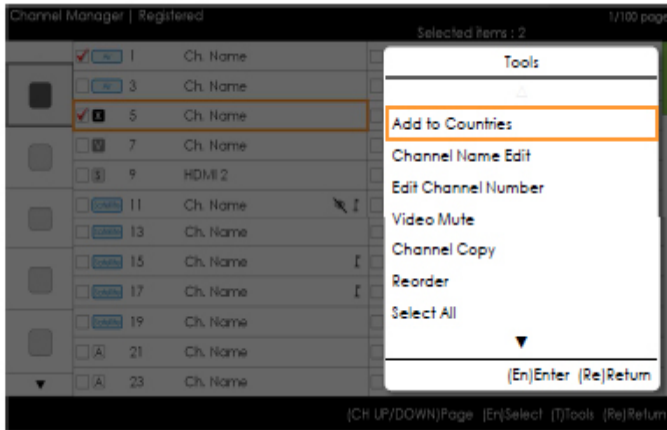 Channel Manager | Registered
1/100 page
Selected items : 2
1 Ch. Name
3 Ch. Name
X 5 Ch. Name
V 7 Ch. Name
S 9 HDMI 2
11 Ch. Name
13 Ch. Name
15 Ch. Name
17 Ch. Name
19 Ch. Name
A 21 Ch. Name
A 23 Ch. Name
Tools
Add to Countries
Channel Name Edit
Edit Channel Number
Video Mute
Channel Copy
Reorder
Select All
(En)Enter (Re)Return
(CH UP/DOWN)Page (En)Select (T)Tools (Re)Return